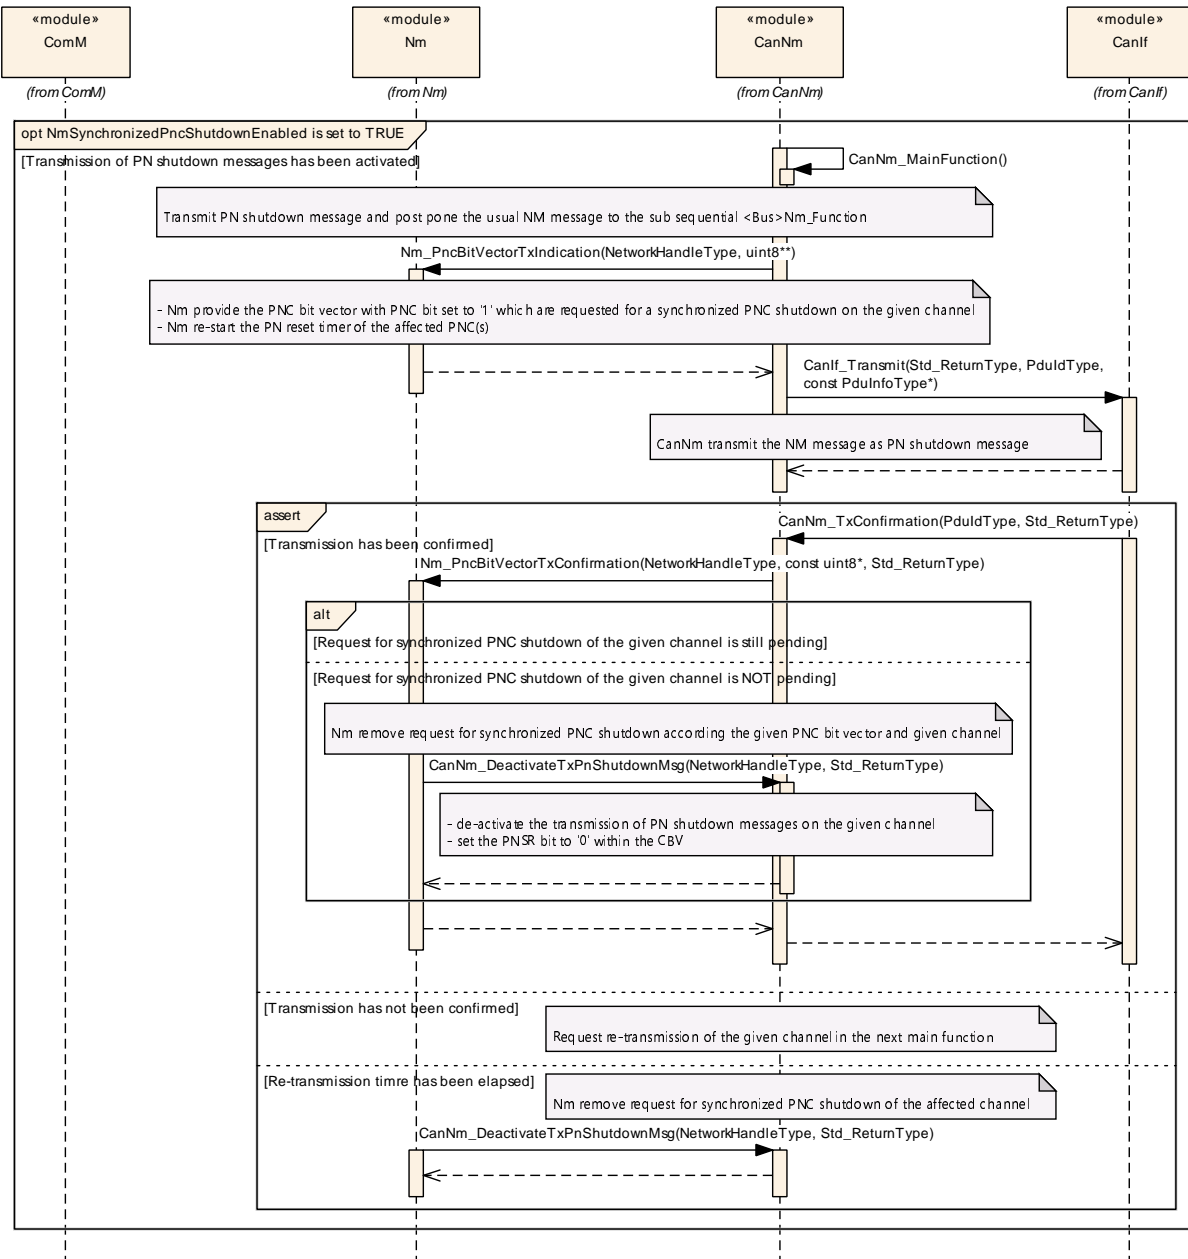 «module»
ComM
«module»
Nm
«module»
CanNm
«module»
CanIf
(from ComM)
(from Nm)
(from CanNm)
(from CanIf)
opt NmSynchronizedPncShutdownEnabled is set to TRUE
[Transmission of PN shutdown messages has been activated]
CanNm_MainFunction()
Transmit PN shutdown message and post pone the usual NM message to the sub sequential <Bus>Nm_Function
Nm_PncBitVectorTxIndication(NetworkHandleType, uint8**)
- Nm provide the PNC bit vector with PNC bit set to '1' which are requested for a synchronized PNC shutdown on the given channel
- Nm re-start the PN reset timer of the affected PNC(s)
CanIf_Transmit(Std_ReturnType, PduIdType,
const PduInfoType*)
CanNm transmit the NM message as PN shutdown message
assert
CanNm_TxConfirmation(PduIdType, Std_ReturnType)
[Transmission has been confirmed]
Nm_PncBitVectorTxConfirmation(NetworkHandleType, const uint8*, Std_ReturnType)
alt
[Request for synchronized PNC shutdown of the given channel is still pending]
[Request for synchronized PNC shutdown of the given channel is NOT pending]
Nm remove request for synchronized PNC shutdown according the given PNC bit vector and given channel
CanNm_DeactivateTxPnShutdownMsg(NetworkHandleType, Std_ReturnType)
- de-activate the transmission of PN shutdown messages on the given channel
- set the PNSR bit to '0' within the CBV
[Transmission has not been confirmed]
Request re-transmission of the given channel in the next main function
[Re-transmission timre has been elapsed]
Nm remove request for synchronized PNC shutdown of the affected channel
CanNm_DeactivateTxPnShutdownMsg(NetworkHandleType, Std_ReturnType)